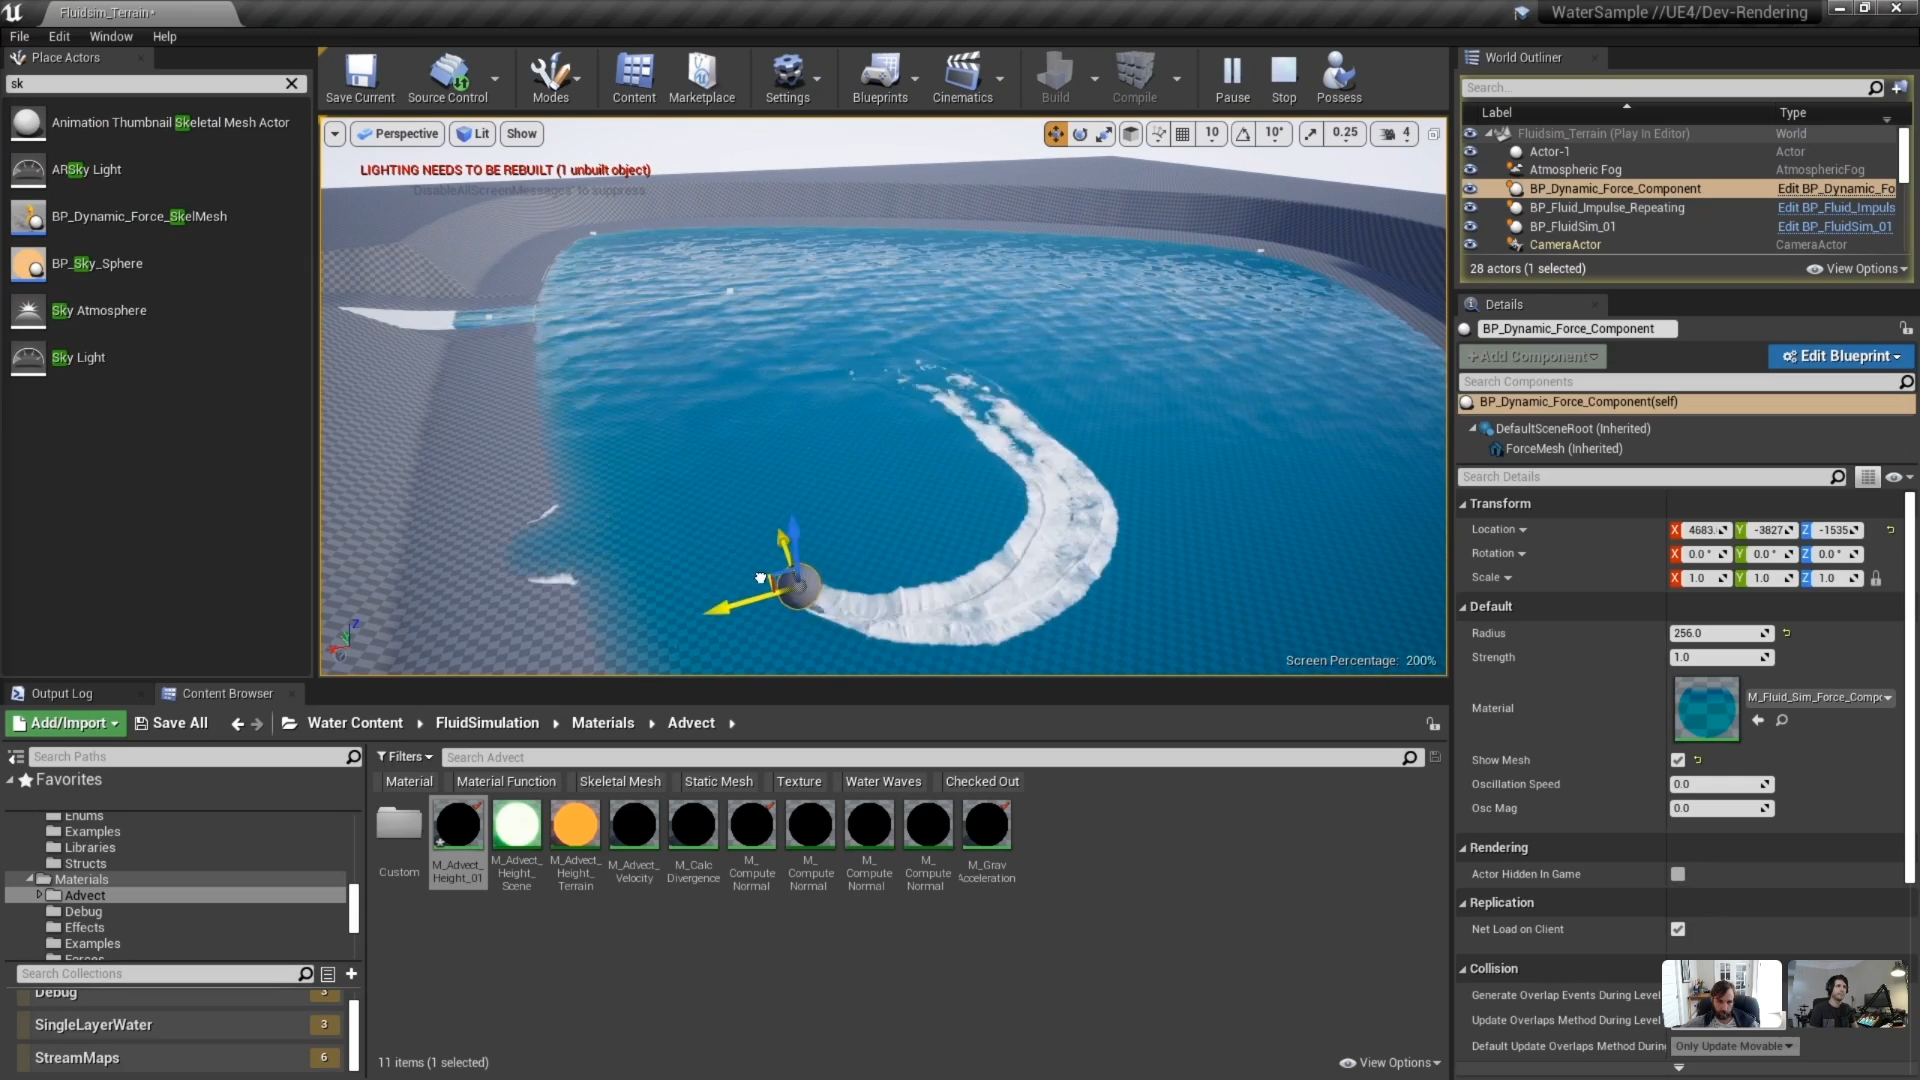 Fluidsim_Terrain•
WaterSample //UE4/Dev-Rendering
File Edit Window Help
Place Actors
sk
Animation Thumbnail Skeletal Mesh Actor
ARSky Light
BP_Dynamic_Force_SkelMesh
BP_Sky_Sphere
Sky Atmosphere
Sky Light
Save Current Source Control Modes Content Marketplace Settings Blueprints Cinematics Build Compile Pause Stop Possess
Perspective Lit Show 10 10° 0.25 4
LIGHTING NEEDS TO BE REBUILT (1 unbuilt object)
'DisableAllScreenMessages' to suppress
Z
Screen Percentage: 200%
World Outliner
Search...
Label Type
Fluidsim_Terrain (Play In Editor) World
Actor-1 Actor
Atmospheric Fog AtmosphericFog
BP_Dynamic_Force_Component Edit BP_Dynamic_Fo
BP_Fluid_Impulse_Repeating Edit BP_Fluid_Impuls
BP_FluidSim_01 Edit BP_FluidSim_01
CameraActor CameraActor
28 actors (1 selected) View Options
Details
BP_Dynamic_Force_Component
+Add Component Edit Blueprint
Search Components
BP_Dynamic_Force_Component(self)
DefaultSceneRoot (Inherited)
ForceMesh (Inherited)
Search Details
Transform
Location X 4683. Y -3827 Z -1535
Rotation X 0.0 ° Y 0.0 ° Z 0.0 °
Scale X 1.0 Y 1.0 Z 1.0
Default
Radius 256.0
Strength 1.0
Material M_Fluid_Sim_Force_Compo
Show Mesh
Oscillation Speed 0.0
Osc Mag 0.0
Rendering
Actor Hidden In Game
Replication
Net Load on Client
Collision
Generate Overlap Events During Level
Update Overlaps Method During Level
Default Update Overlaps Method During Only Update Movable
Output Log Content Browser
Add/Import Save All Water Content FluidSimulation Materials Advect
Search Paths
Filters Search Advect
Favorites
Material Material Function Skeletal Mesh Static Mesh Texture Water Waves Checked Out
Enums
Examples
Libraries
Structs
Materials
Advect
Debug
Effects
Examples
Forces
Search Collections
Debug 3
SingleLayerWater 3
StreamMaps 6
Custom
M_Advect_
Height_01
M_Advect_
Height_
Scene
M_Advect_
Height_
Terrain
M_Advect_
Velocity
M_Calc
Divergence
M_
Compute
Normal
M_
Compute
Normal
M_
Compute
Normal
M_
Compute
Normal
M_Grav
Acceleration
11 items (1 selected)
View Options